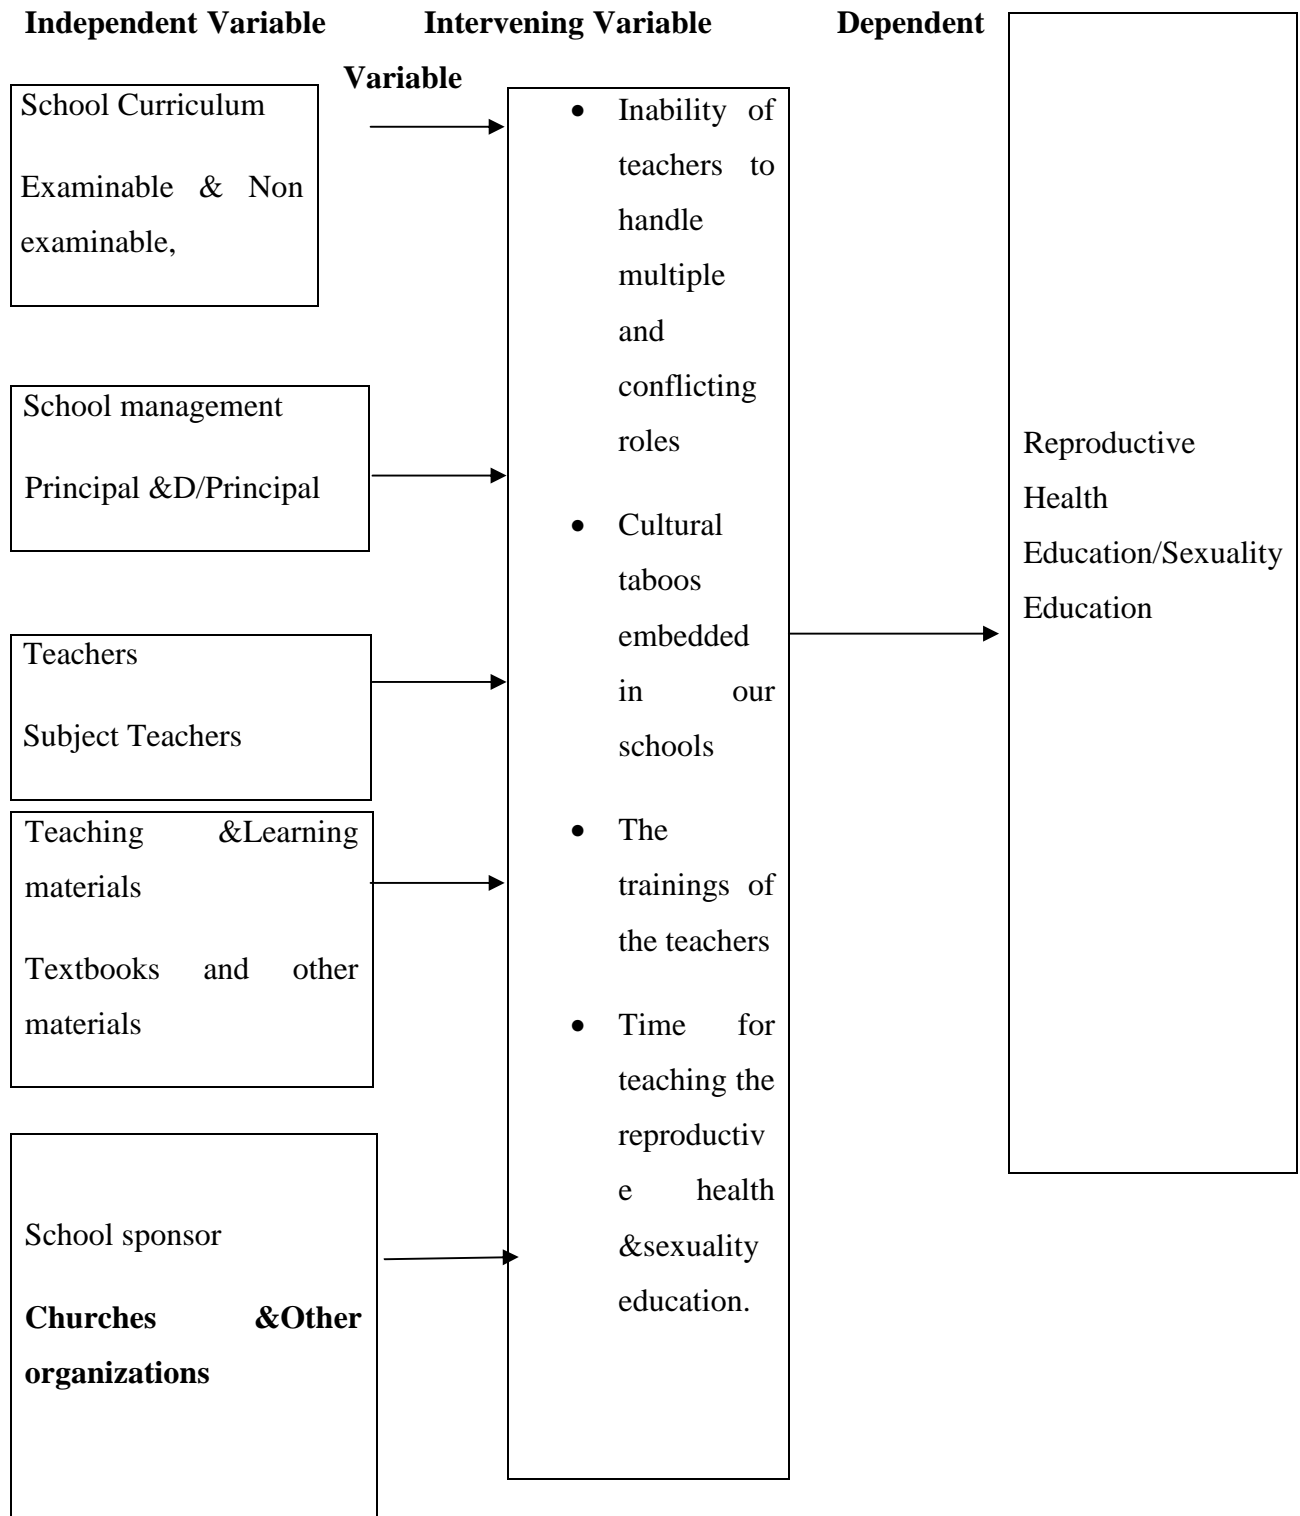 Independent Variable Intervening Variable Dependent
Variable
School Curriculum
Examinable & Non
examinable,
School management
Principal &D/Principal
Teachers
Subject Teachers
Teaching &Learning
materials
Textbooks and other
materials
School sponsor
Churches &Other
organizations
• Inability of
teachers to
handle
multiple
and
conflicting
roles
• Cultural
taboos
embedded
in our
schools
• The
trainings of
the teachers
• Time for
teaching the
reproductiv
e health
&sexuality
education.
Reproductive
Health
Education/Sexuality
Education